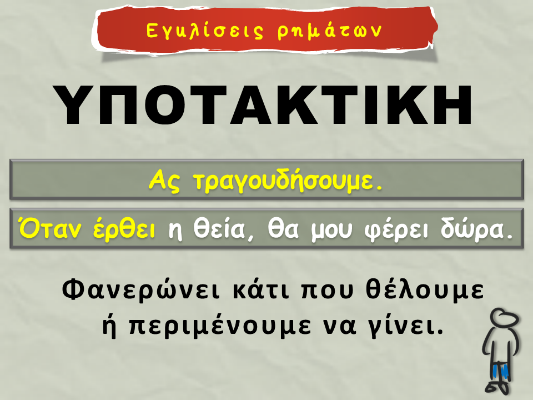 Εγκλίσεις ρημάτων
ΥΠΟΤΑΚΤΙΚΗ
Ας τραγουδήσουμε.
Όταν έρθει η θεία, θα μου φέρει δώρα.
Φανερώνει κάτι που θέλουμε
ή περιμένουμε να γίνει.